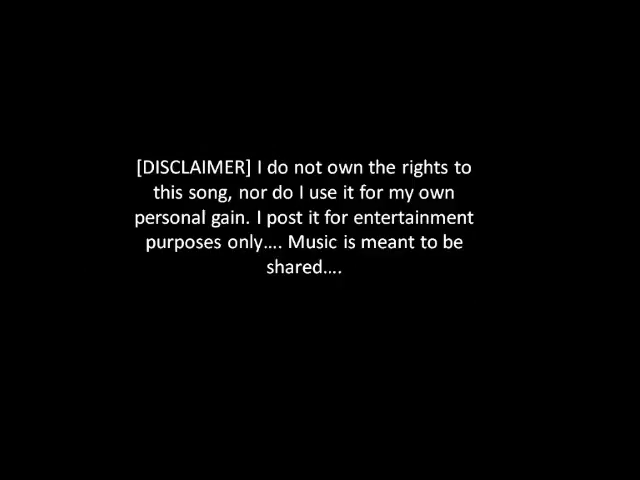 [DISCLAIMER] I do not own the rights to
this song, nor do I use it for my own
personal gain. I post it for entertainment
purposes only.... Music is meant to be
shared....